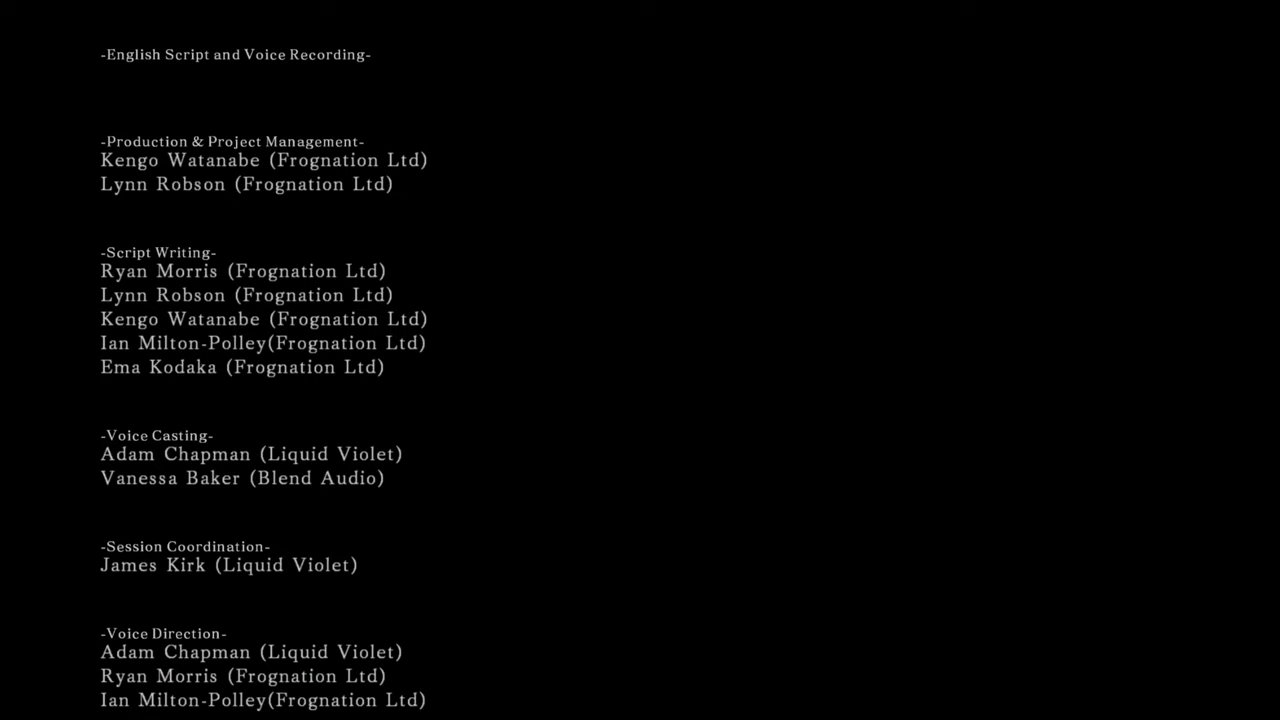 -English Script and Voice Recording-
-Production & Project Management-
Kengo Watanabe (Frognation Ltd)
Lynn Robson (Frognation Ltd)
-Script Writing-
Ryan Morris (Frognation Ltd)
Lynn Robson (Frognation Ltd)
Kengo Watanabe (Frognation Ltd)
Ian Milton-Polley(Frognation Ltd)
Ema Kodaka (Frognation Ltd)
-Voice Casting-
Adam Chapman (Liquid Violet)
Vanessa Baker (Blend Audio)
-Session Coordination-
James Kirk (Liquid Violet)
-Voice Direction-
Adam Chapman (Liquid Violet)
Ryan Morris (Frognation Ltd)
Ian Milton-Polley(Frognation Ltd)